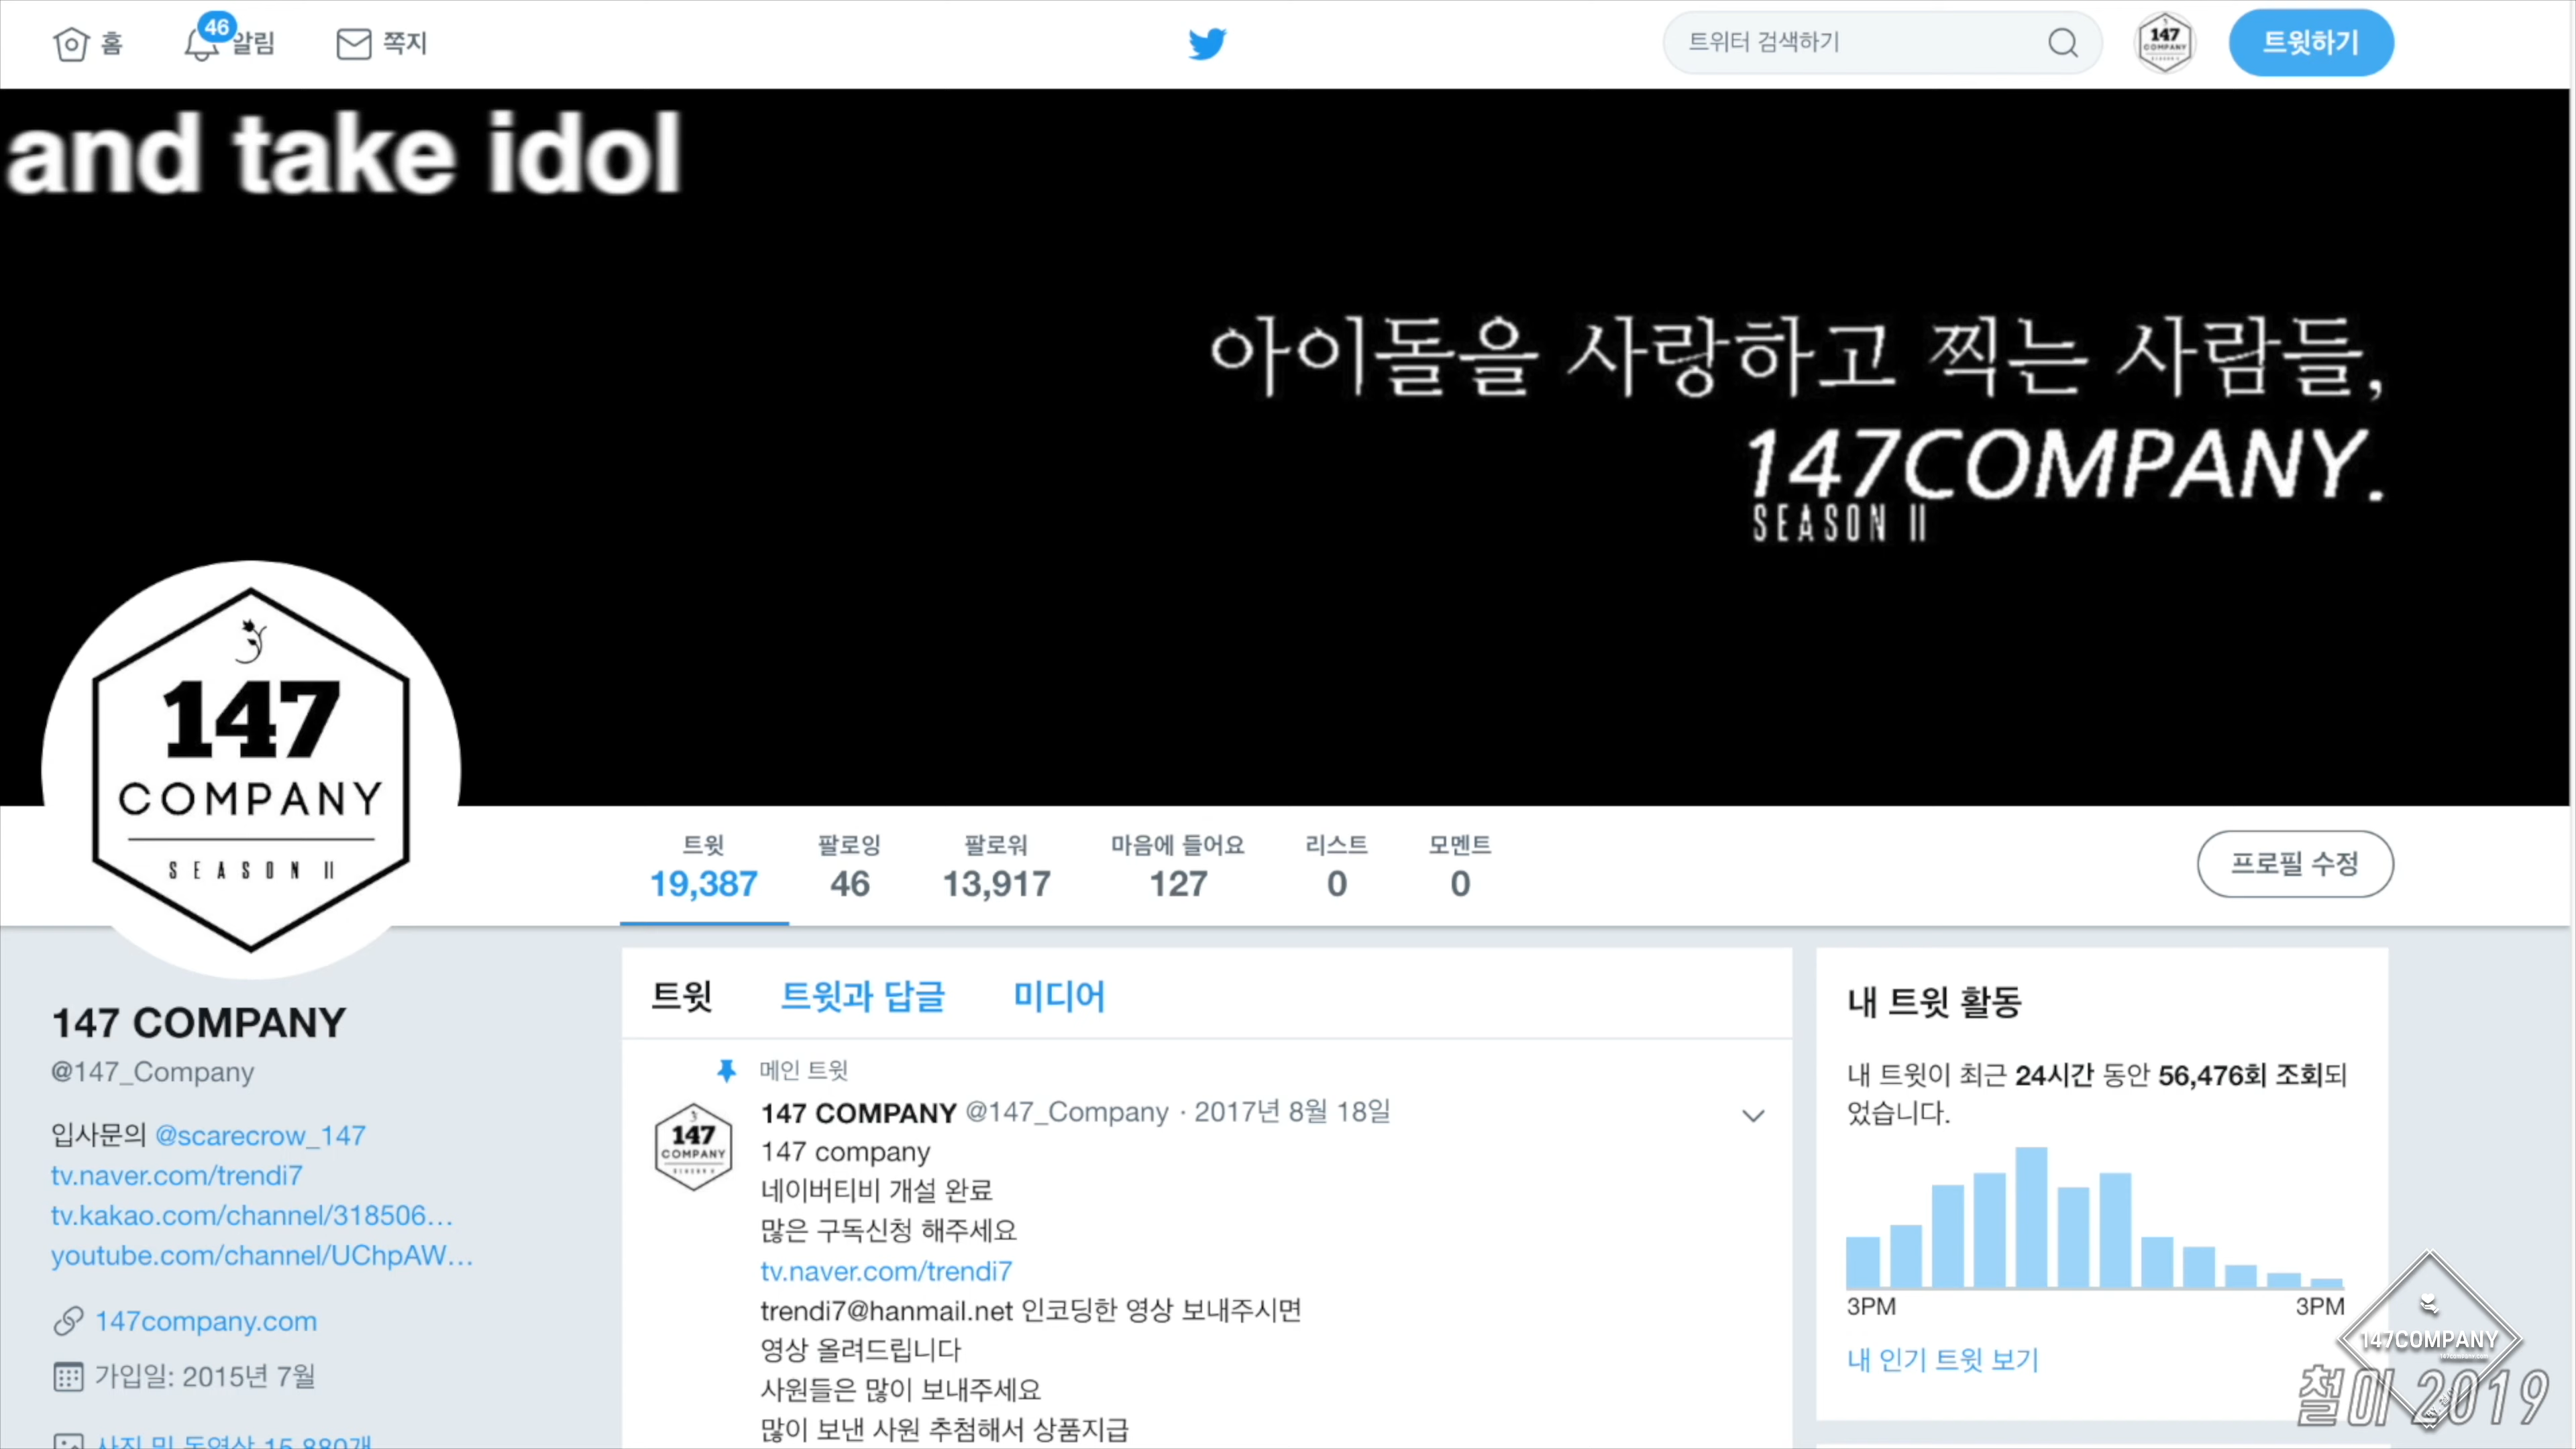 홈
46
알림
쪽지
트위터 검색하기
147
COMPANY
트윗하기
and take idol
아이돌을 사랑하고 찍는 사람들,
147COMPANY.
SEASON II
147
COMPANY
SEASON II
트윗 팔로잉 팔로워 마음에 들어요 리스트 모멘트
19,387 46 13,917 127 0 0
프로필 수정
147 COMPANY
@147_Company
입사문의 @scarecrow_147
tv.naver.com/trendi7
tv.kakao.com/channel/318506…
youtube.com/channel/UChpAW…
147company.com
가입일: 2015년 7월
사진 및 동영상 15,880개
트윗 트윗과 답글 미디어
메인 트윗
147 COMPANY @147_Company · 2017년 8월 18일
147
COMPANY
147 company
네이버티비 개설 완료
많은 구독신청 해주세요
tv.naver.com/trendi7
trendi7@hanmail.net 인코딩한 영상 보내주시면
영상 올려드립니다
사원들은 많이 보내주세요
많이 보낸 사원 추첨해서 상품지급
내 트윗 활동
내 트윗이 최근 24시간 동안 56,476회 조회되
었습니다.
3PM 3PM
내 인기 트윗 보기
147COMPANY
철이 2019